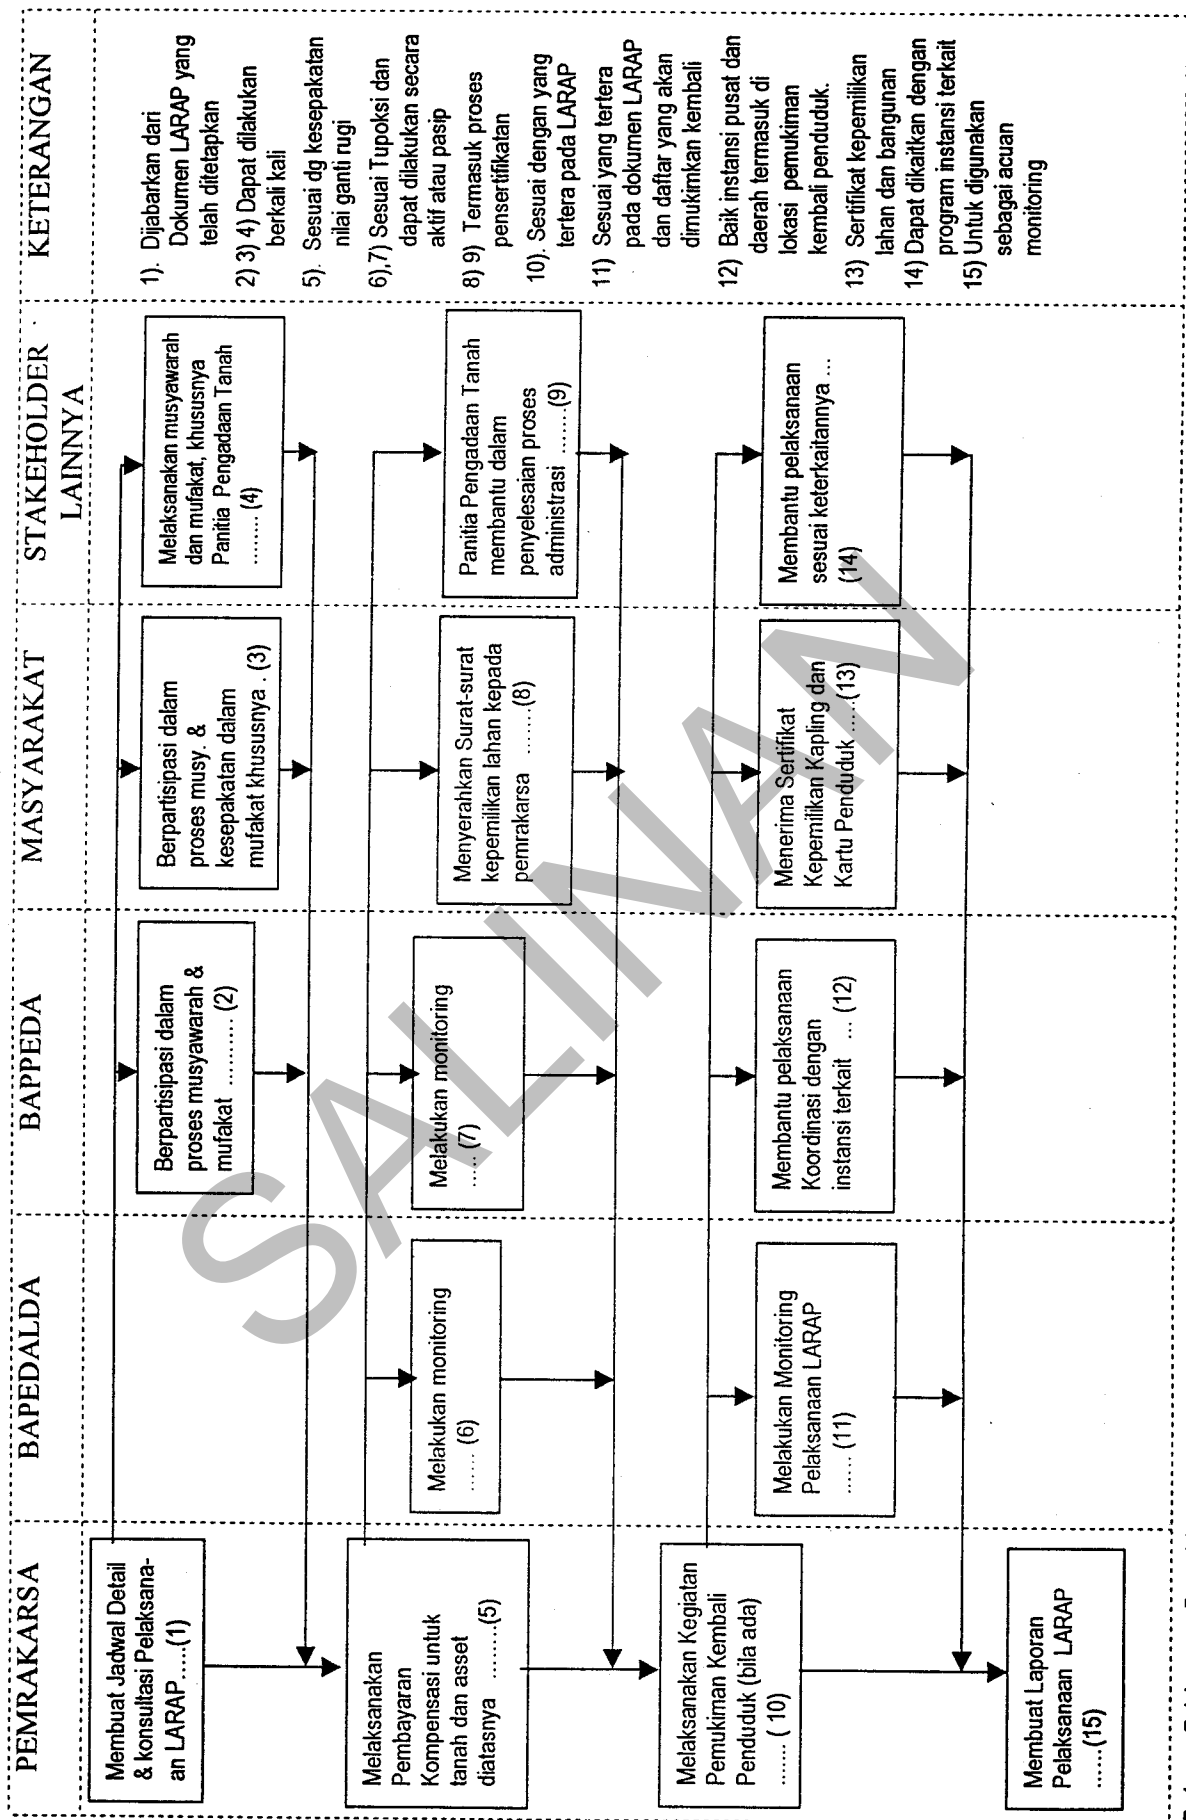 PEMRAKARSA
BAPEDALDA
BAPPEDA
MASYARAKAT
STAKEHOLDER
LAINNYA
KETERANGAN
Membuat Jadwal Detail
& konsultasi Pelaksana-
an LARAP.....(1)
Berpartisipasi dalam
proses musyawarah &
mufakat ........... (2)
Berpartisipasi dalam
proses musy. &
kesepakatan dalam
mufakat khususnya . (3)
Melaksanakan musyawarah
dan mufakat, khususnya
Panitia Pengadaan Tanah
........ (4)
Melaksanakan
Pembayaran
Kompensasi untuk
tanah dan asset
diatasnya .........(5)
Melakukan monitoring
...... (6)
Melakukan monitoring
..... (7)
Menyerahkan Surat-surat
kepemilikan lahan kepada
pemrakarsa .......(8)
Panitia Pengadaan Tanah
membantu dalam
penyelesaian proses
administrasi ........(9)
Melaksanakan Kegiatan
Pemukiman Kembali
Penduduk (bila ada)
....... ( 10)
Melakukan Monitoring
Pelaksanaan LARAP
...... (11)
Membantu pelaksanaan
Koordinasi dengan
instansi terkait ... (12)
Menerima Sertifikat
Kepemilikan Kapling dan
Kartu Penduduk .....(13)
Membantu pelaksanaan
sesuai keterkaitannya ...
(14)
Membuat Laporan
Pelaksanaan LARAP
......(15)
1). Dijabarkan dari
Dokumen LARAP yang
telah ditetapkan
2) 3) 4) Dapat dilakukan
berkali kali
5). Sesuai dg kesepakatan
nilai ganti rugi
6),7) Sesuai Tupoksi dan
dapat dilakukan secara
aktif atau pasip
8) 9) Termasuk proses
pensertifikatan
10). Sesuai dengan yang
tertera pada LARAP
11) Sesuai yang tertera
pada dokumen LARAP
dan daftar yang akan
dimukimkan kembali
12) Baik instansi pusat dan
daerah termasuk di
lokasi pemukiman
kembali penduduk.
13) Sertifikat kepemilikan
lahan dan bangunan
14) Dapat dikaitkan dengan
program instansi terkait
15) Untuk digunakan
sebagai acuan
monitoring
SALINAN